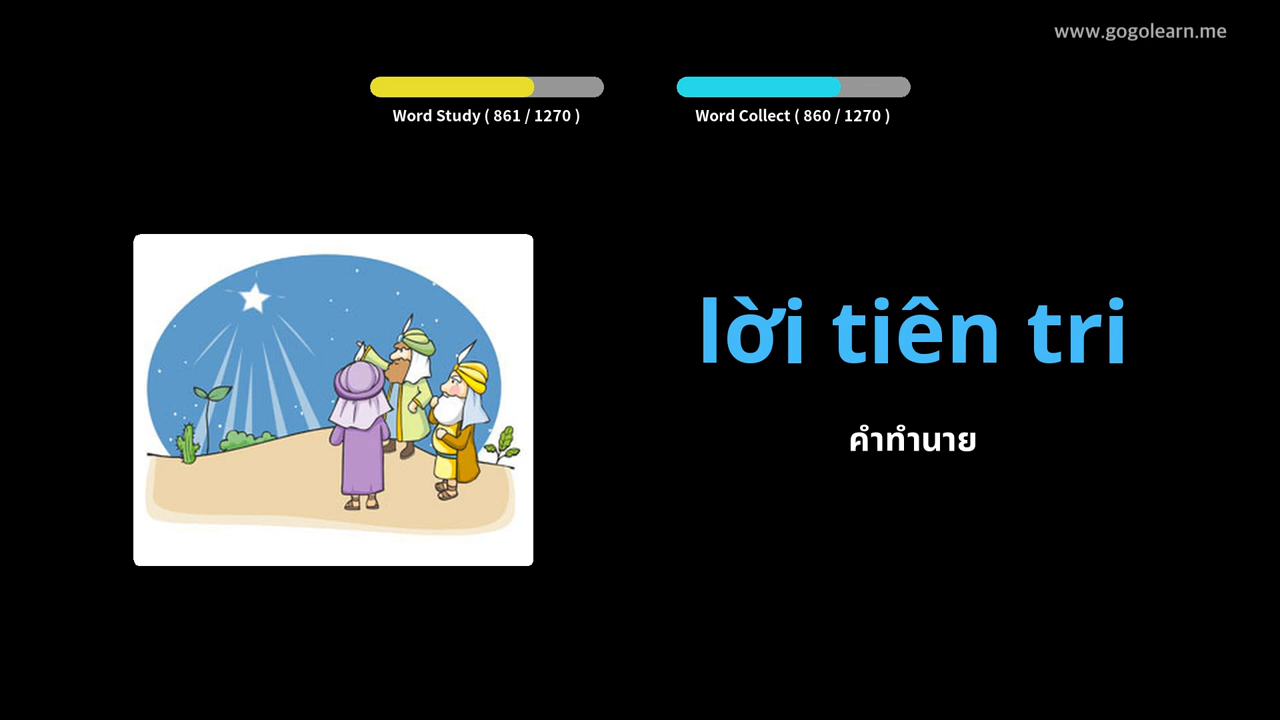 www.gogolearn.me
Word Study ( 861 / 1270 )
Word Collect ( 860 / 1270 )
lời tiên tri
คำทำนาย